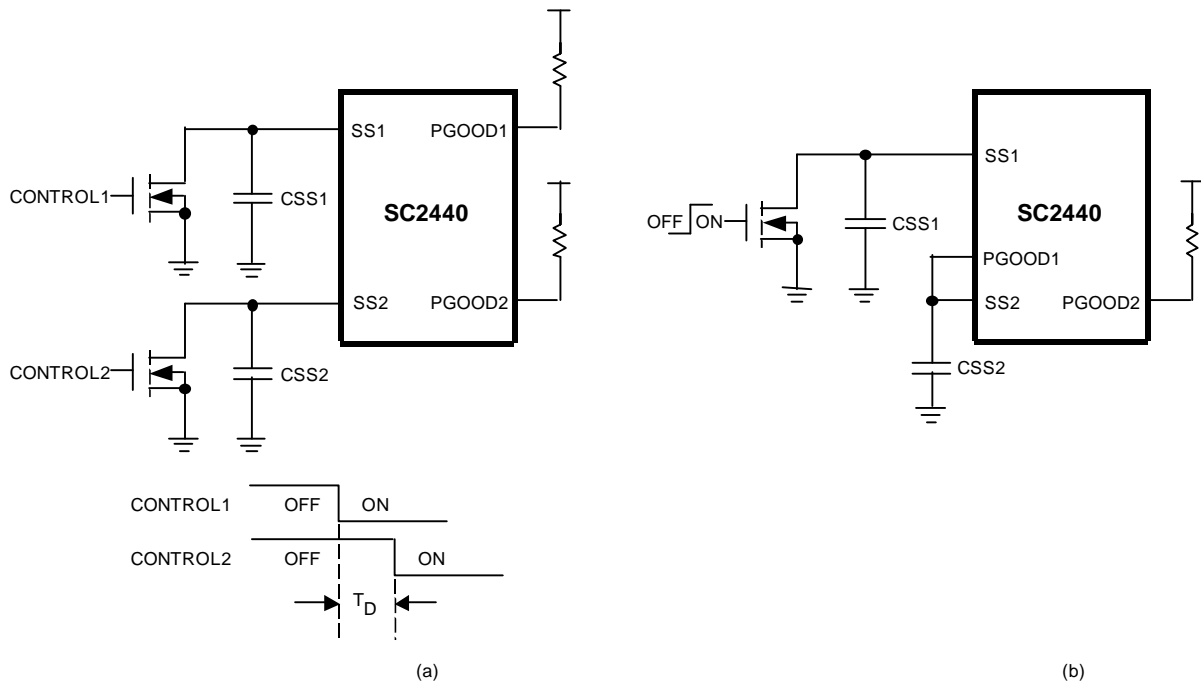 SS1 PGOOD1
CONTROL1 CSS1
SC2440
SS2 PGOOD2
CONTROL2 CSS2
CONTROL1 OFF ON
CONTROL2 OFF ON
TD
(a)
SS1
OFF ON CSS1
SC2440
PGOOD1
SS2 PGOOD2
CSS2
(b)